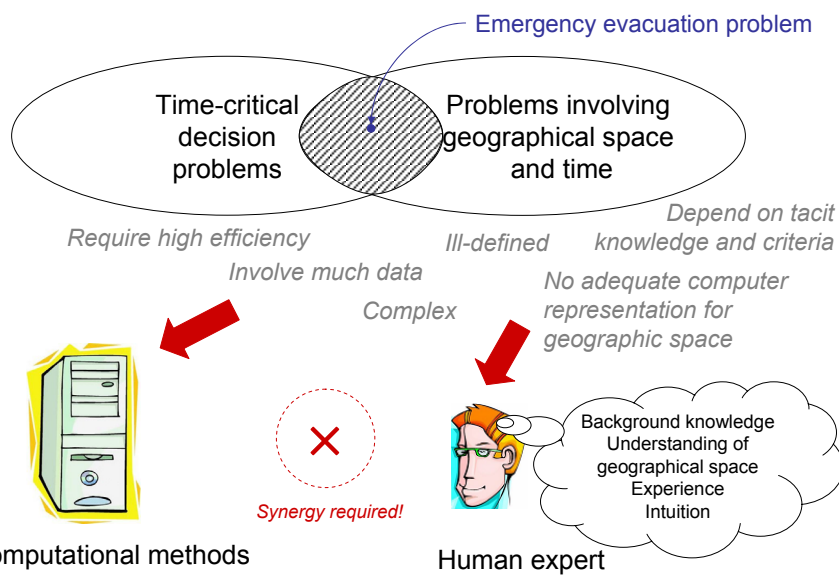 Emergency evacuation problem
Time-critical
decision
problems
Problems involving
geographical space
and time
Depend on tacit
knowledge and criteria
Require high efficiency
Ill-defined
Involve much data
No adequate computer
representation for
geographic space
Complex
Background knowledge
Understanding of
geographical space
Experience
Intuition
Synergy required!
omputational methods
Human expert